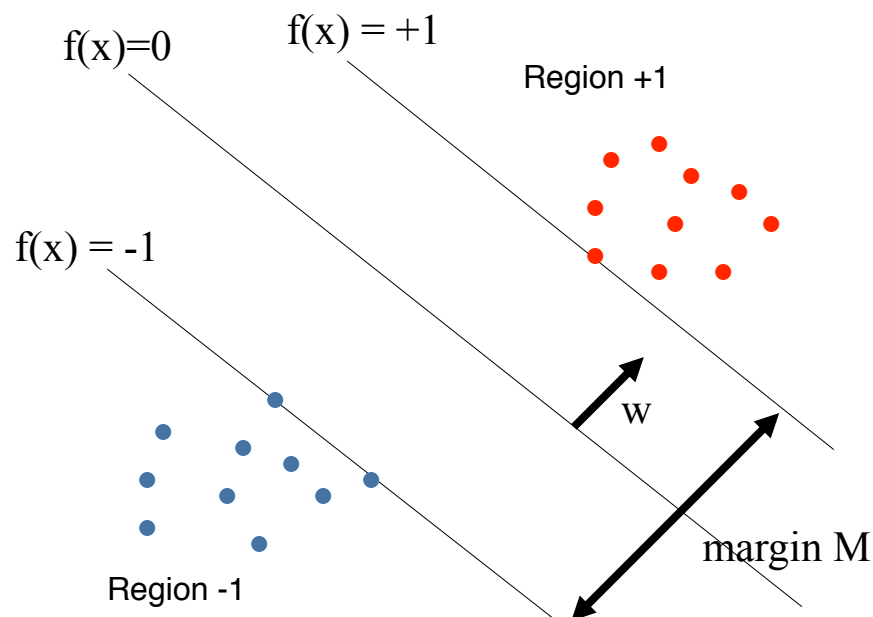 f(x)=0
f(x) = +1
Region +1
f(x) = -1
w
margin M
Region -1